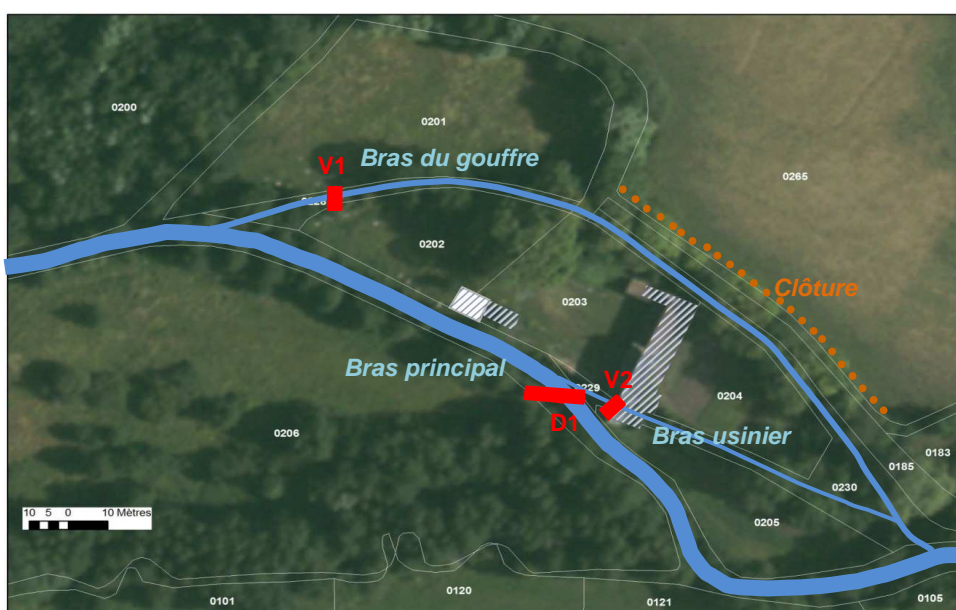 0200
0201
V1
Bras du gouffre
0265
0228
0202
0203
Clôture
Bras principal
0229
V2
0204
D1
Bras usinier
0206
0183
0185
0230
10 5 0 10 Mètres
0205
0120
0101
0121
0105